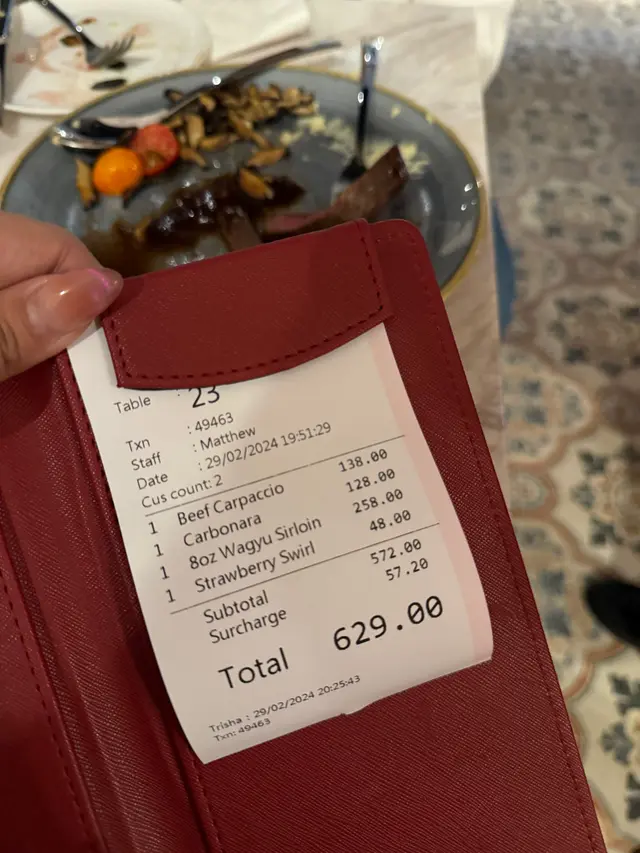 Table : 23
Txn : 49463
Staff : Matthew
Date : 29/02/2024 19:51:29
Cus count: 2
1 Beef Carpaccio 138.00
1 Carbonara 128.00
1 8oz Wagyu Sirloin 258.00
1 Strawberry Swirl 48.00
Subtotal 572.00
Surcharge 57.20
Total 629.00
Trisha : 29/02/2024 20:25:43
Txn: 49463